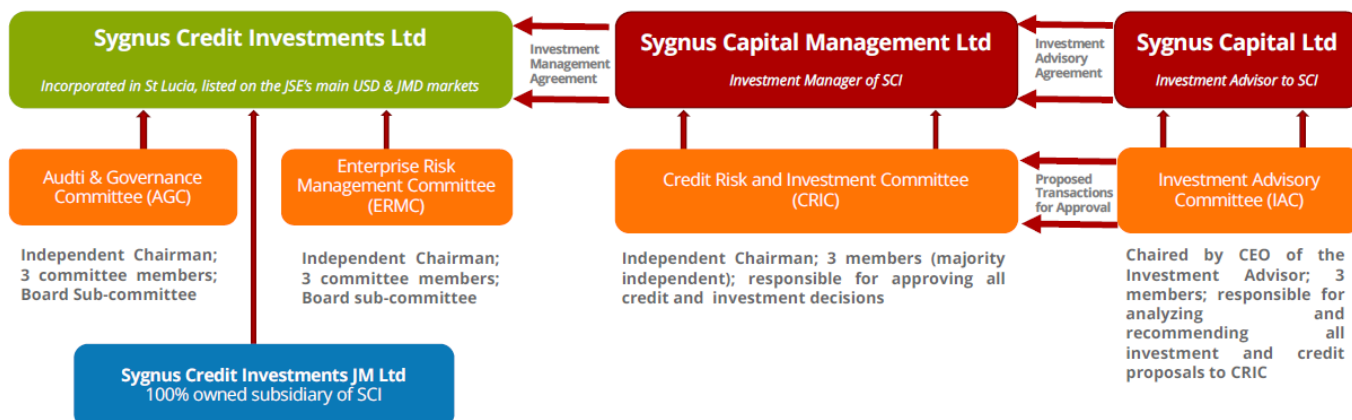 Sygnus Credit Investments Ltd
Incorporated in St Lucia, listed on the JSE's main USD & JMD markets
Investment
Management
Agreement
Sygnus Capital Management Ltd
Investment Manager of SCI
Investment
Advisory
Agreement
Sygnus Capital Ltd
Investment Advisor to SCI
Audti & Governance
Committee (AGC)
Enterprise Risk
Management Committee
(ERMC)
Credit Risk and Investment Committee
(CRIC)
Proposed
Transactions
for Approval
Investment Advisory
Committee (IAC)
Independent Chairman;
3 committee members;
Board Sub-committee
Independent Chairman;
3 committee members;
Board sub-committee
Independent Chairman; 3 members (majority
independent); responsible for approving all
credit and investment decisions
Chaired by CEO of the
Investment Advisor; 3
members; responsible for
analyzing and
recommending all
investment and credit
proposals to CRIC
Sygnus Credit Investments JM Ltd
100% owned subsidiary of SCI